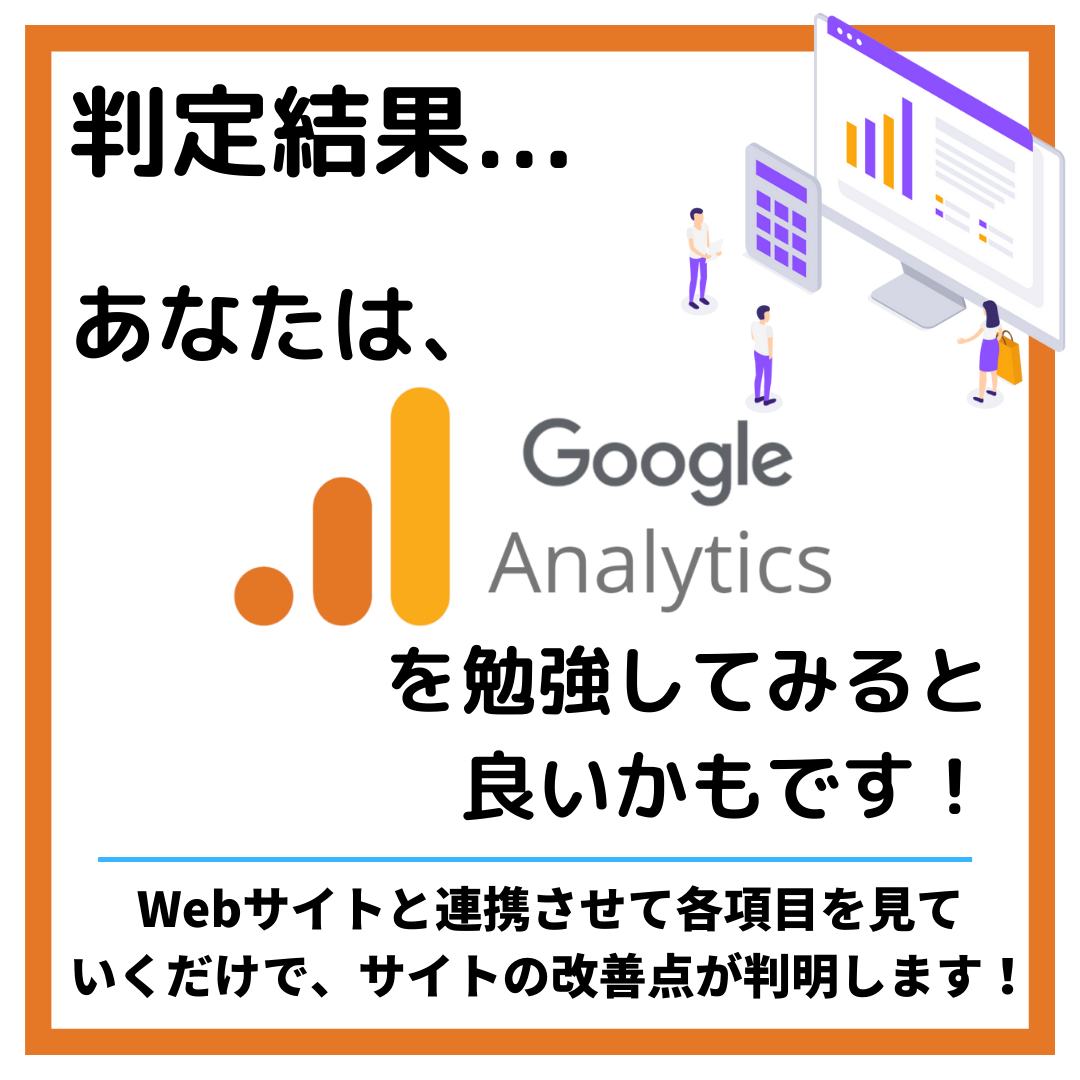 判定結果...
あなたは、
Google
Analytics
を勉強してみると
良いかもです！
Webサイトと連携させて各項目を見て
いくだけで、サイトの改善点が判明します！